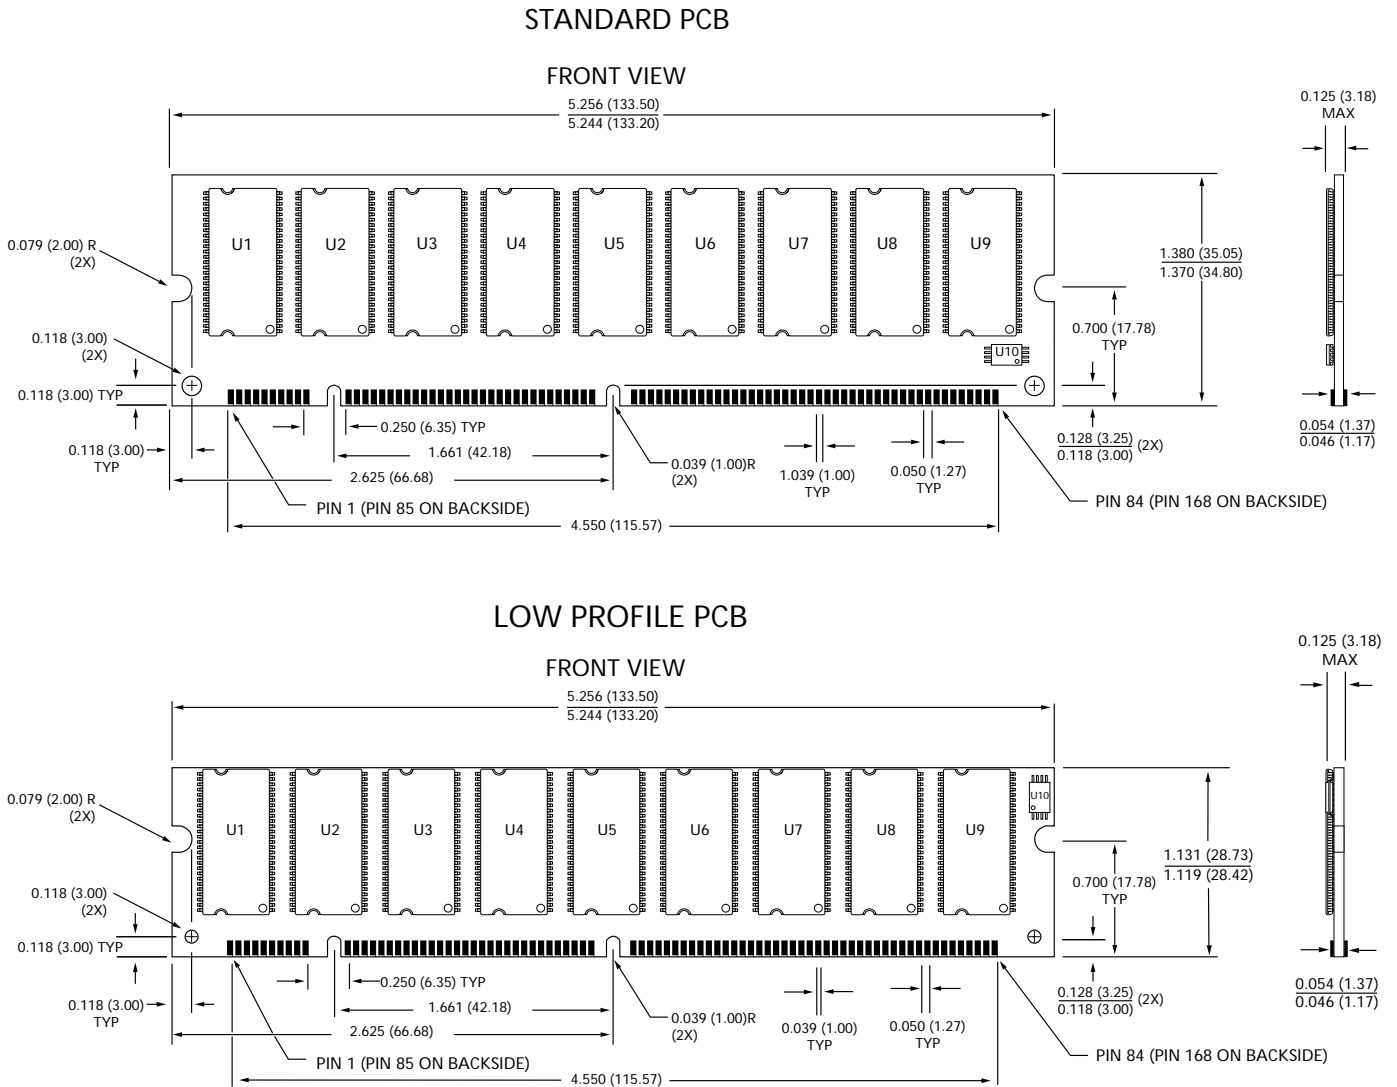 STANDARD PCB
FRONT VIEW
5.256 (133.50)
5.244 (133.20)
0.125 (3.18)
MAX
U1
U2
U3
U4
U5
U6
U7
U8
U9
U10
0.079 (2.00) R
(2X)
0.118 (3.00)
(2X)
0.118 (3.00) TYP
0.118 (3.00)
TYP
1.380 (35.05)
1.370 (34.80)
0.700 (17.78)
TYP
0.250 (6.35) TYP
1.661 (42.18)
2.625 (66.68)
0.039 (1.00)R
(2X)
1.039 (1.00)
TYP
0.050 (1.27)
TYP
0.128 (3.25)
0.118 (3.00)
(2X)
0.054 (1.37)
0.046 (1.17)
PIN 1 (PIN 85 ON BACKSIDE)
PIN 84 (PIN 168 ON BACKSIDE)
4.550 (115.57)
LOW PROFILE PCB
FRONT VIEW
5.256 (133.50)
5.244 (133.20)
0.125 (3.18)
MAX
U1
U2
U3
U4
U5
U6
U7
U8
U9
U10
0.079 (2.00) R
(2X)
0.118 (3.00)
(2X)
0.118 (3.00) TYP
0.118 (3.00)
TYP
1.131 (28.73)
1.119 (28.42)
0.700 (17.78)
TYP
0.250 (6.35) TYP
1.661 (42.18)
2.625 (66.68)
0.039 (1.00)R
(2X)
0.039 (1.00)
TYP
0.050 (1.27)
TYP
0.128 (3.25)
0.118 (3.00)
(2X)
0.054 (1.37)
0.046 (1.17)
PIN 1 (PIN 85 ON BACKSIDE)
PIN 84 (PIN 168 ON BACKSIDE)
4.550 (115.57)